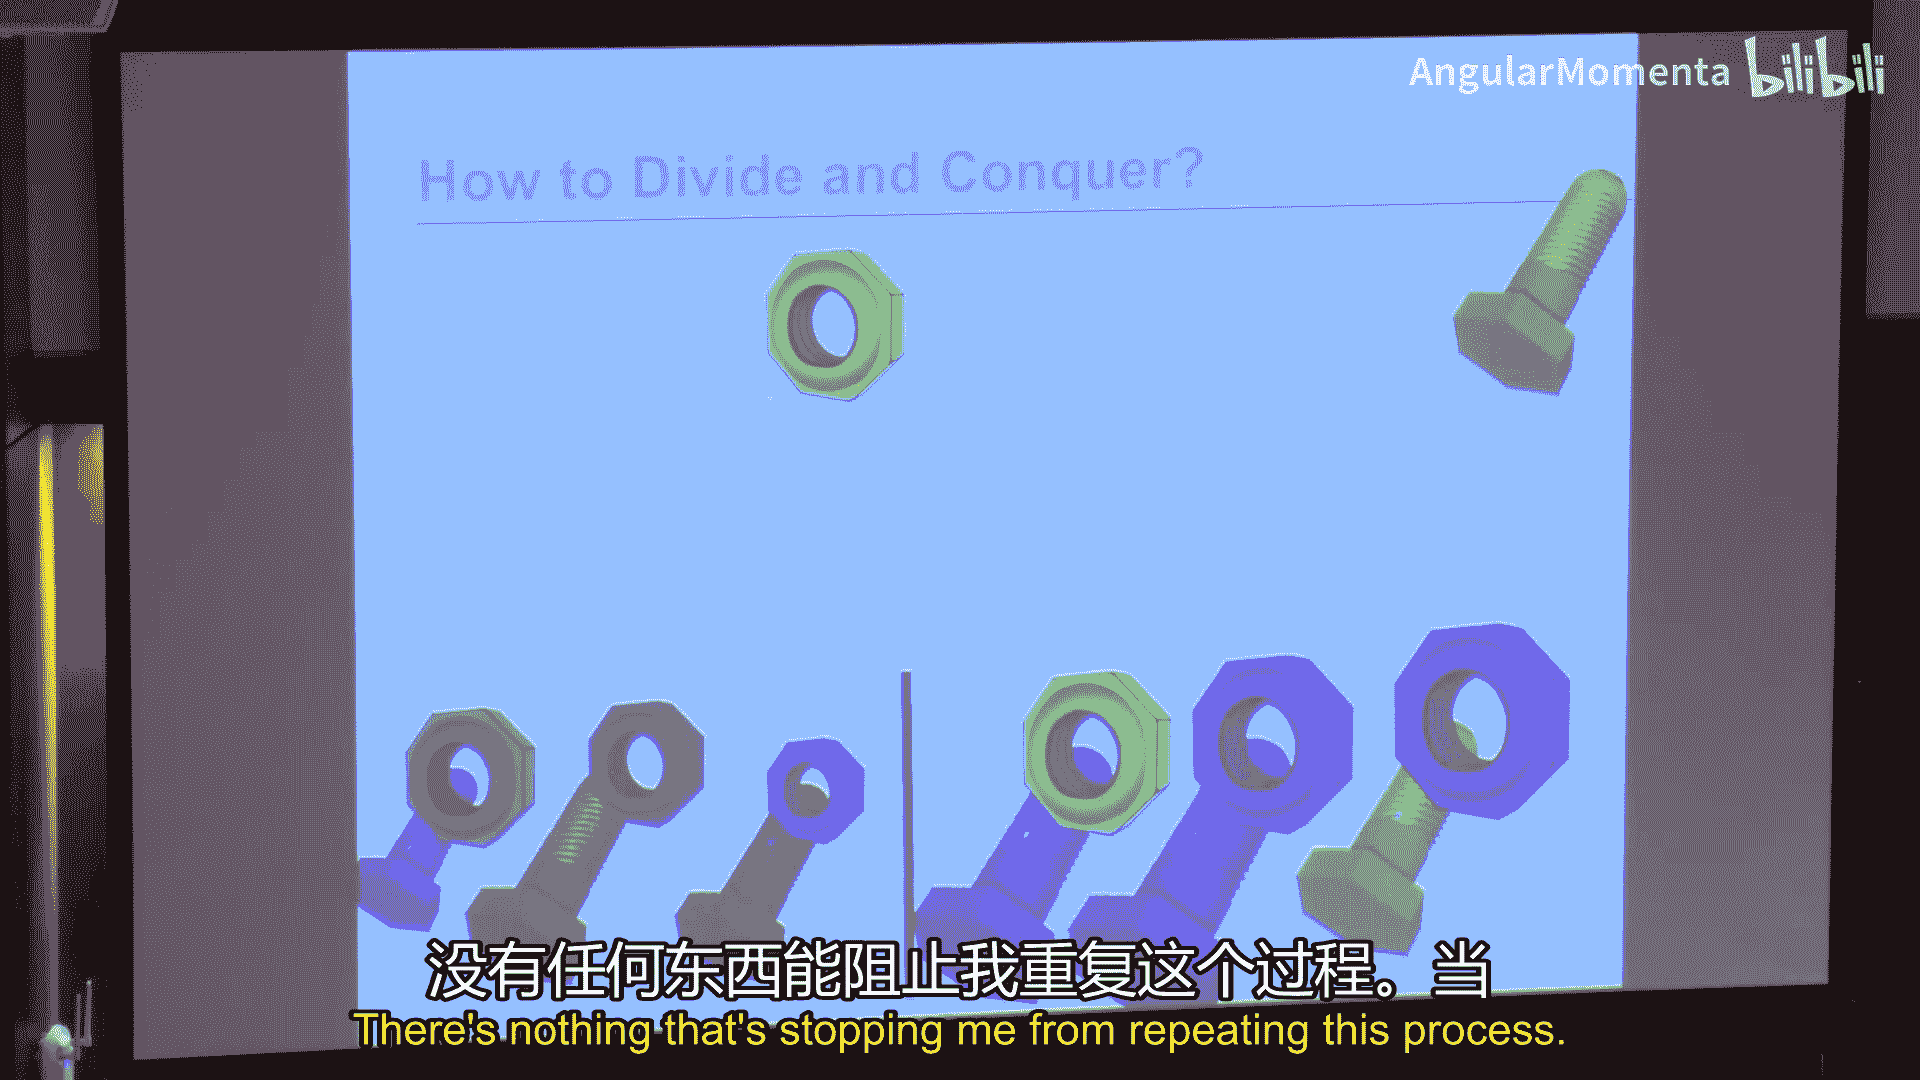 AngularMomenta bilibili
How to Divide and Conquer?
没有任何东西能阻止我重复这个过程。当
There's nothing that's stopping me from repeating this process.